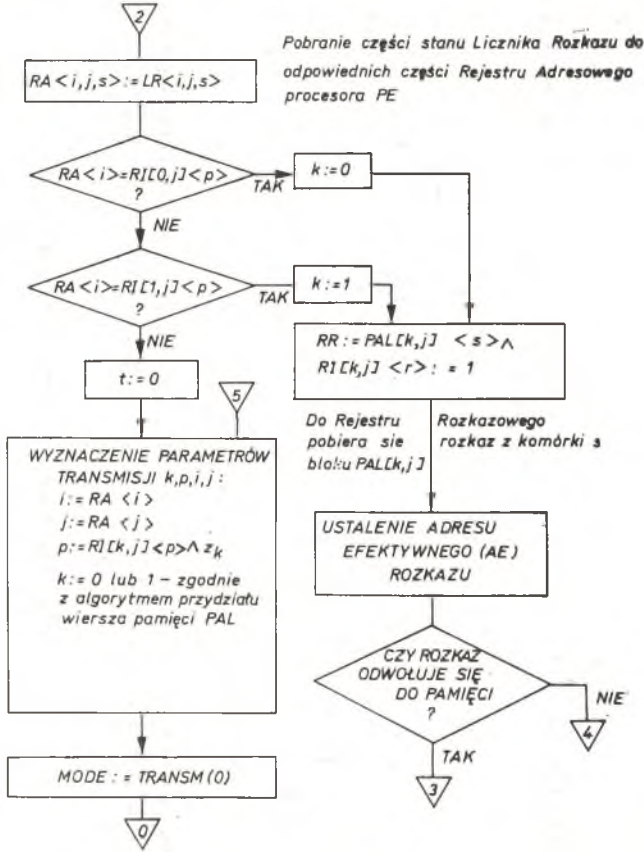 2
Pobranie części stanu Licznika Rozkazu do
odpowiednich części Rejestru Adresowego
procesora PE
RA<i,j,s>:=LR<i,j,s>
RA<i>=RI[0,j]<p>
?
TAK
k:=0
NIE
RA<i>=RI[1,j]<p>
?
TAK
k:=1
NIE
t:=0
RR:=PAL[k,j] <s>∧
RI[k,j]<r>:=1
5
Do Rejestru Rozkazowego
pobiera sie rozkaz z komórki s
bloku PAL[k,j]
WYZNACZENIE PARAMETRÓW
TRANSMISJI k,p,i,j:
i:=RA <i>
j:=RA <j>
p:=RI[k,j]<p>∧ zk
k:=0 lub 1 – zgodnie
z algorytmem przydziału
wiersza pamięci PAL
USTALENIE ADRESU
EFEKTYWNEGO (AE)
ROZKAZU
CZY ROZKAZ
ODWOŁUJE SIĘ
DO PAMIĘCI
?
NIE
4
TAK
3
MODE:=TRANSM(0)
0